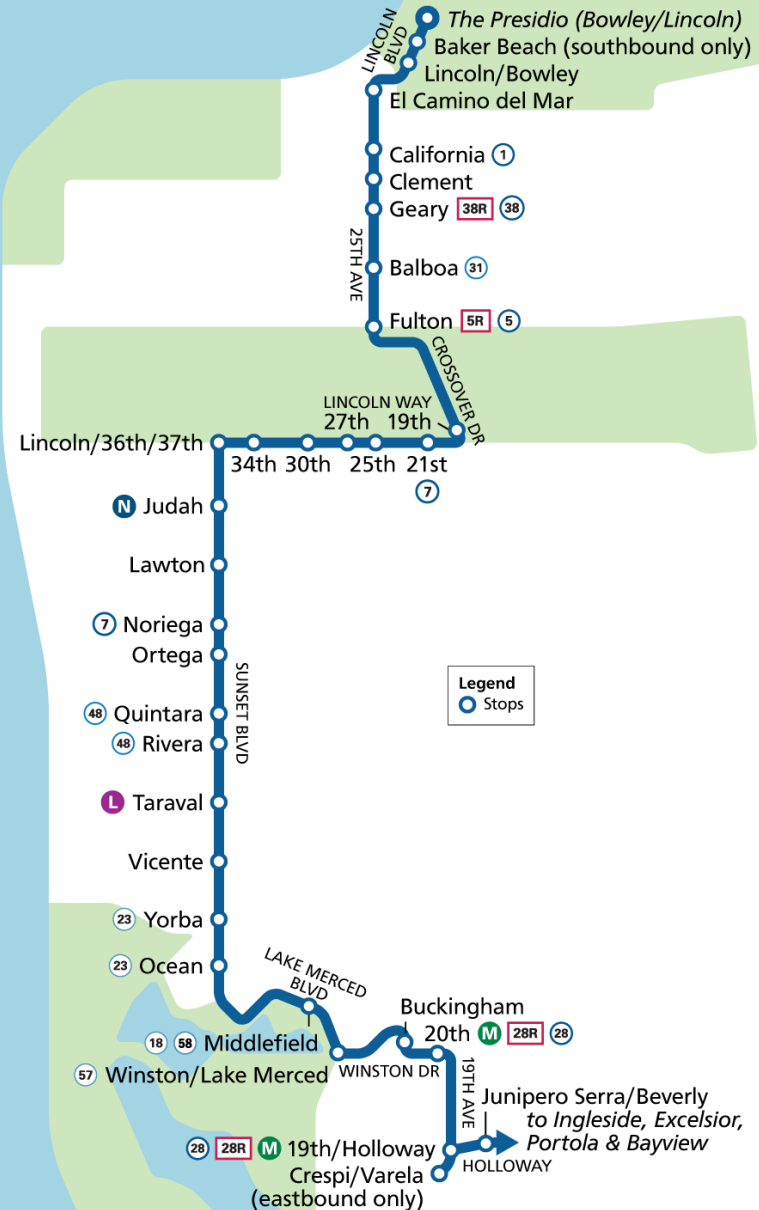 The Presidio (Bowley/Lincoln)
LINCOLN
BLVD
Baker Beach (southbound only)
Lincoln/Bowley
El Camino del Mar
California 1
Clement
Geary 38R 38
25TH AVE
Balboa 31
Fulton 5R 5
CROSSOVER DR
LINCOLN WAY
27th 19th
Lincoln/36th/37th
34th 30th 25th 21st
7
N Judah
Lawton
7 Noriega
Ortega
SUNSET BLVD
Legend
Stops
48 Quintara
48 Rivera
L Taraval
Vicente
23 Yorba
23 Ocean
LAKE MERCED
BLVD
Buckingham
20th M 28R 28
18 58 Middlefield
57 Winston/Lake Merced
WINSTON DR
19TH AVE
Junipero Serra/Beverly
to Ingleside, Excelsior,
Portola & Bayview
28 28R M 19th/Holloway
HOLLOWAY
Crespi/Varela
(eastbound only)